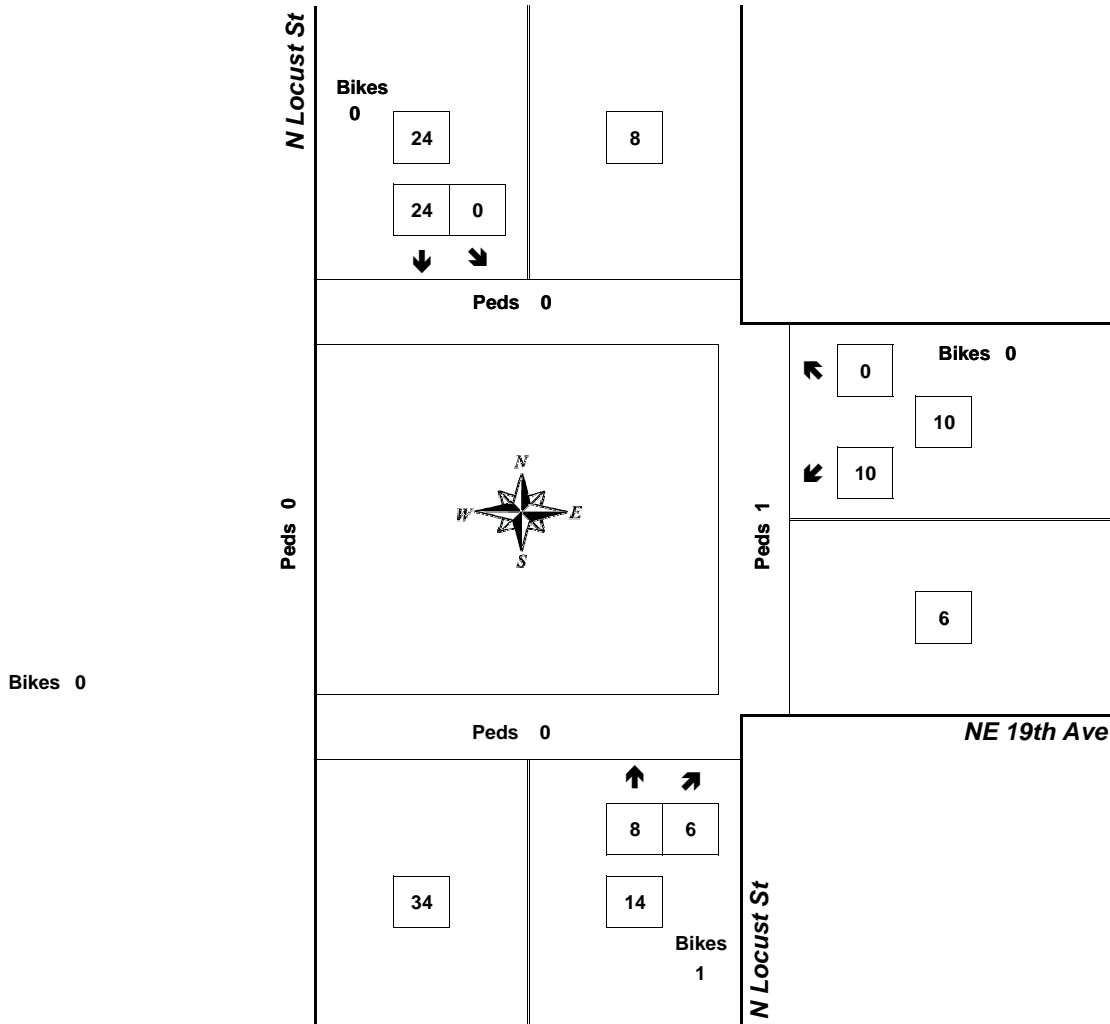 N Locust St
Bikes
0
24
8
24 0
Peds 0
Bikes 0
0
10
10
N
W E
S
Peds 0
Peds 1
6
Bikes 0
Peds 0
NE 19th Ave
8 6
34
14
Bikes
1
N Locust St